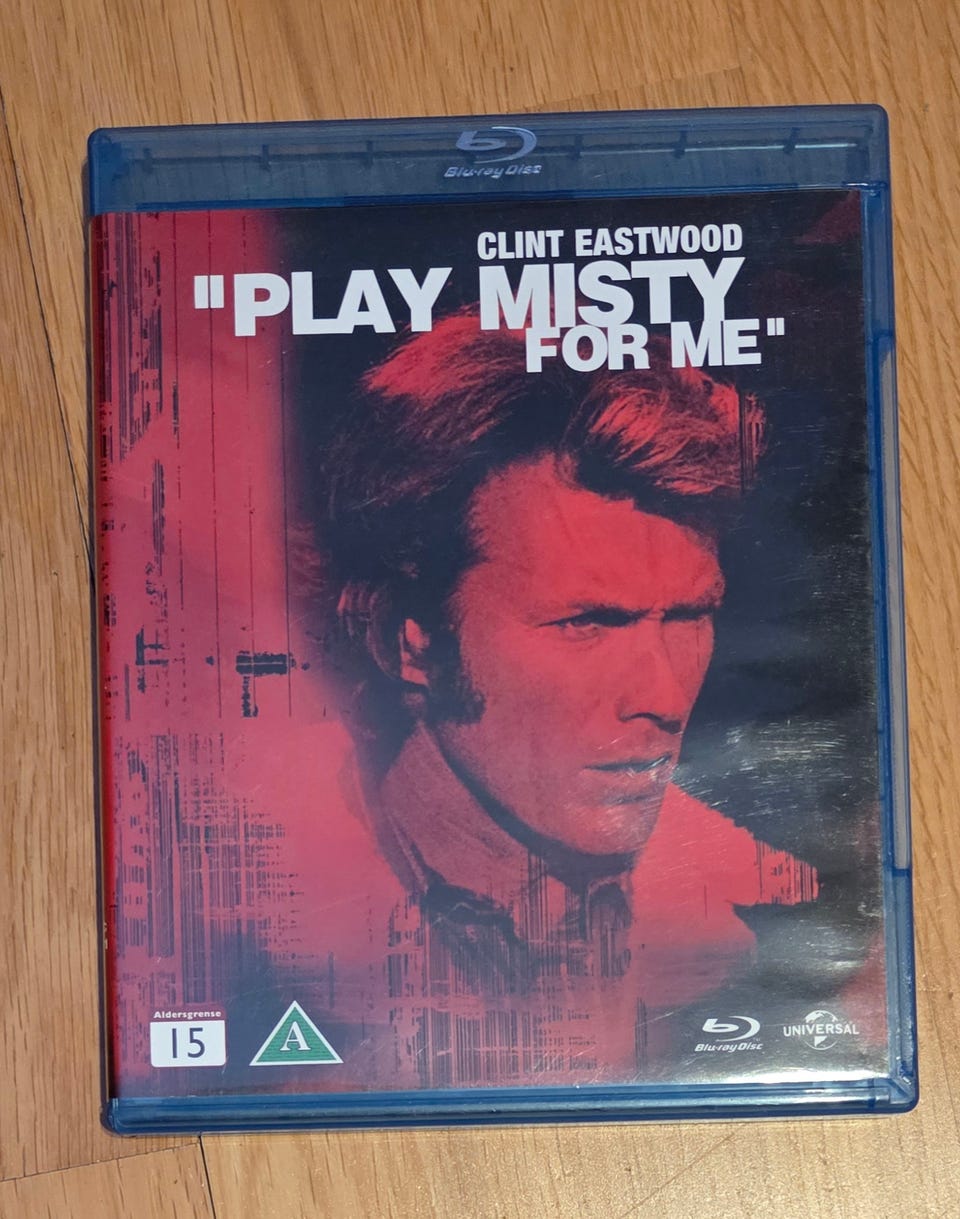 Blu-ray Disc
CLINT EASTWOOD
"PLAY MISTY
FOR ME"
Aldersgrense
15
A
Blu-ray Disc
UNIVERSAL